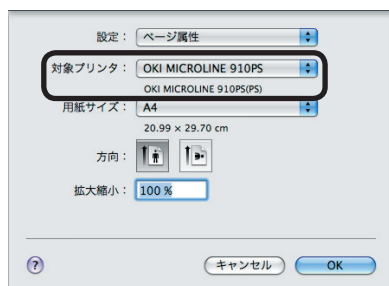 設定： ページ属性
対象プリンタ： OKI MICROLINE 910PS
OKI MICROLINE 910PS(PS)
用紙サイズ： A4
20.99 × 29.70 cm
方向：
拡大縮小： 100 %
? キャンセル OK